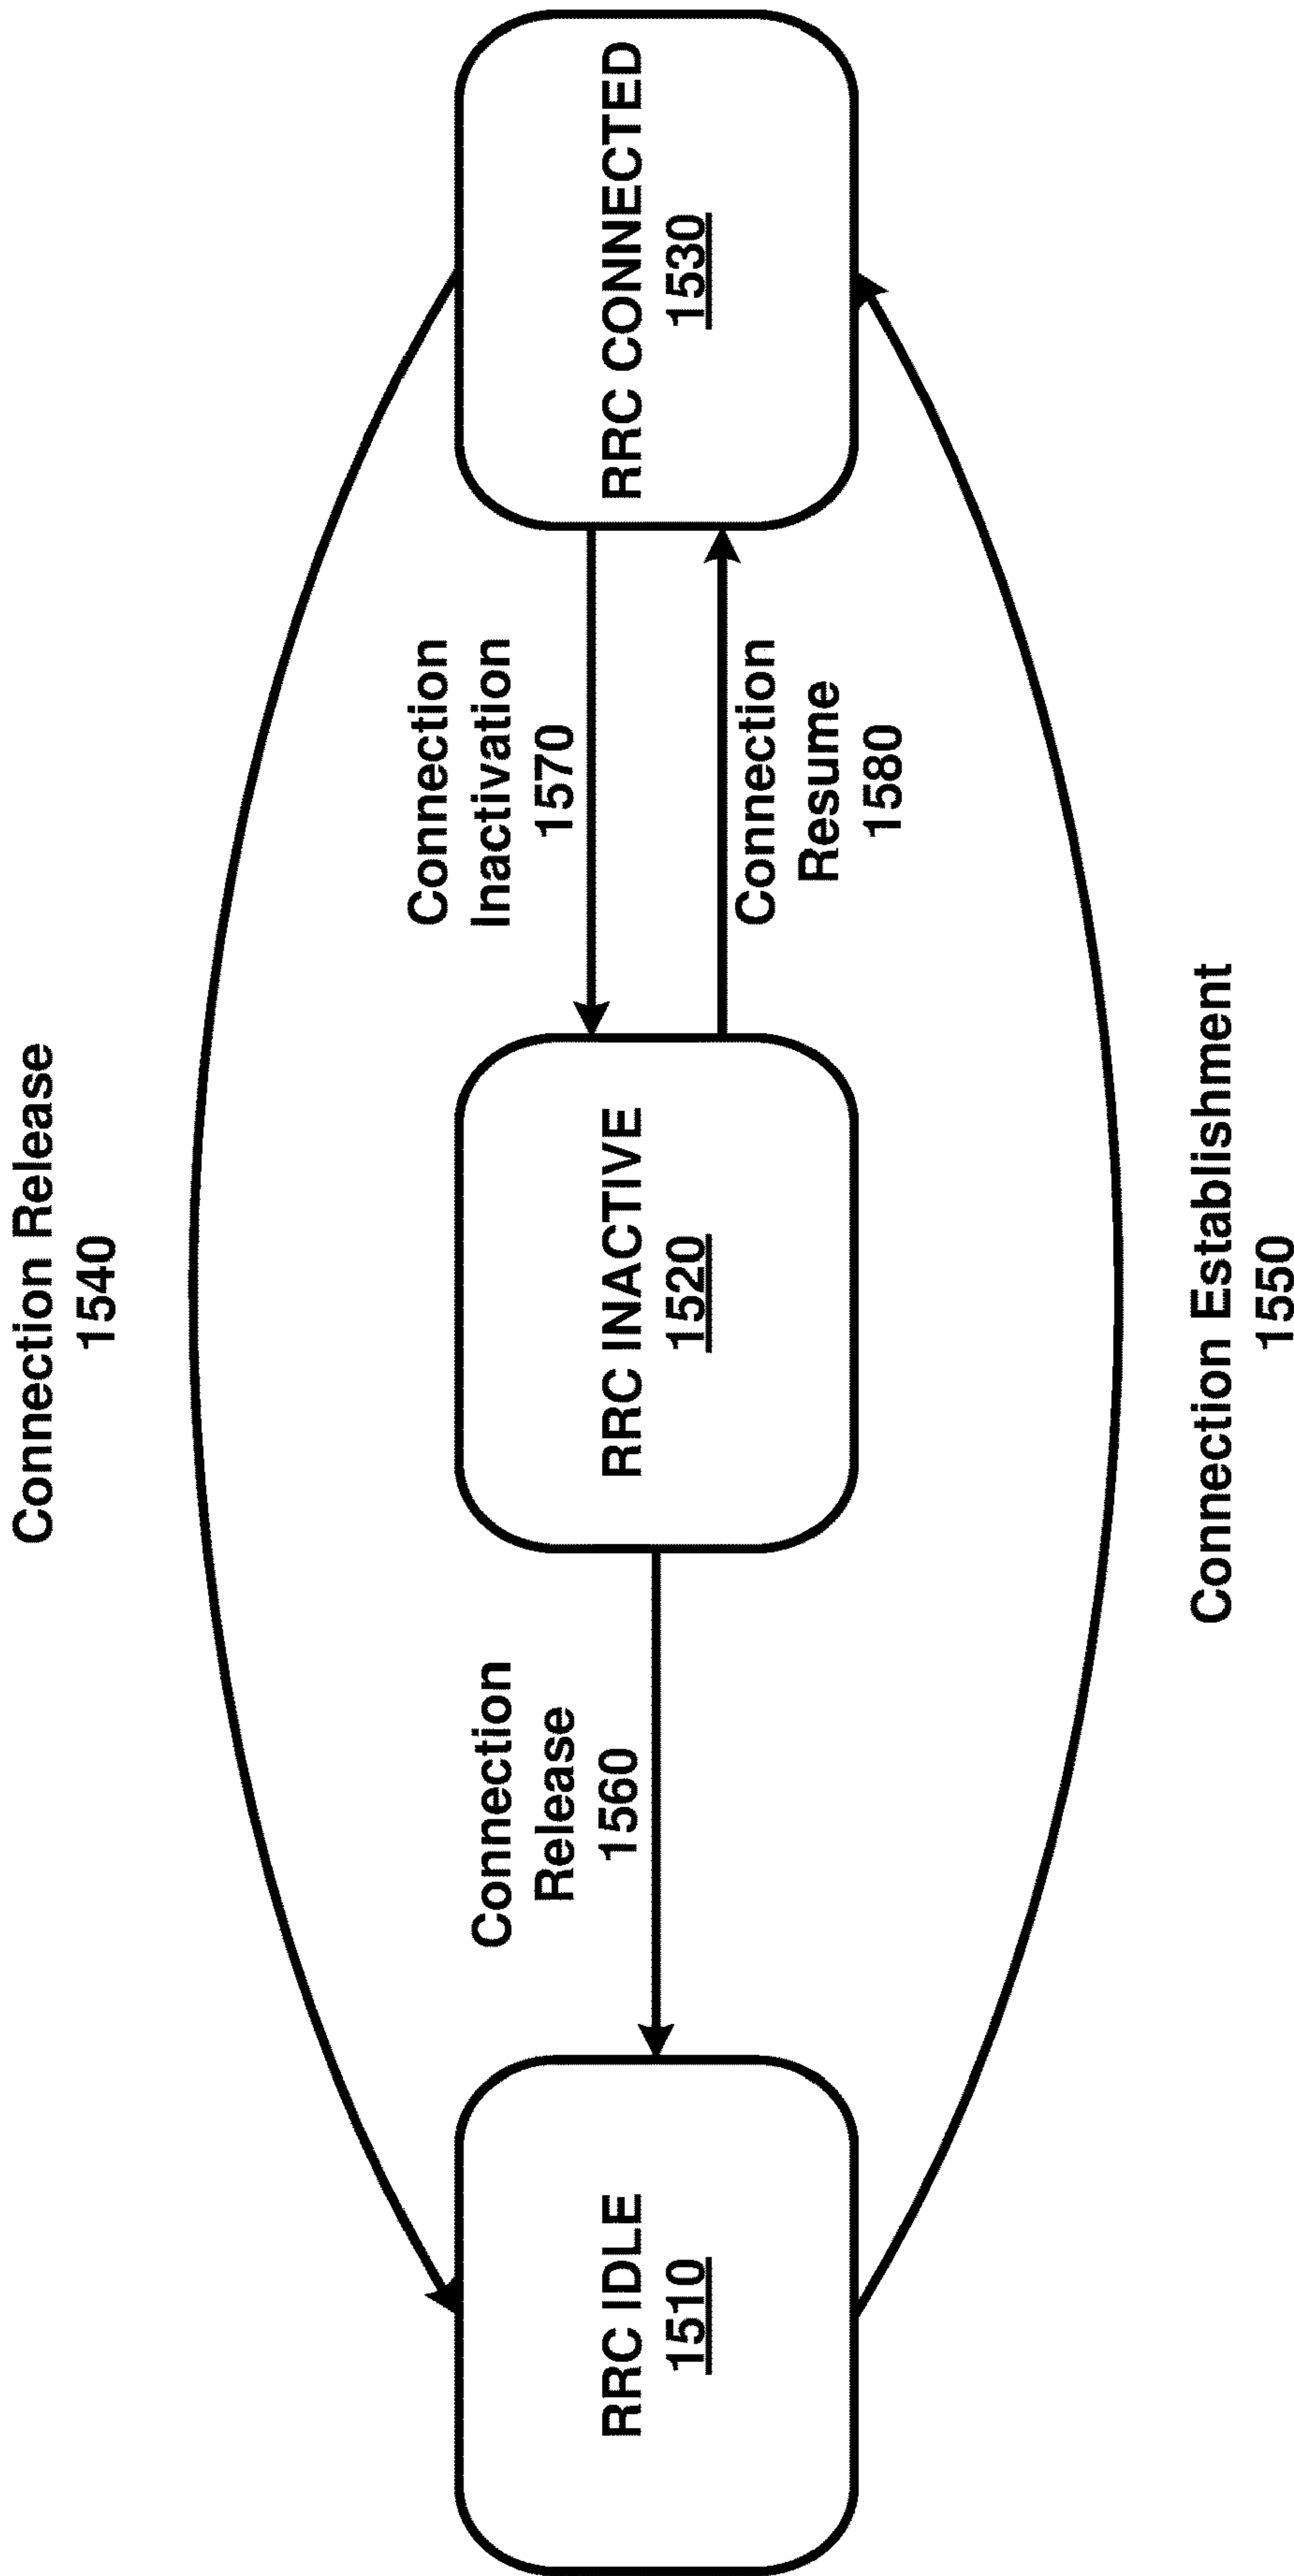 Connection Release
1540
RRC IDLE
1510
Connection
Release
1560
RRC INACTIVE
1520
Connection
Inactivation
1570
Connection
Resume
1580
RRC CONNECTED
1530
Connection Establishment
1550